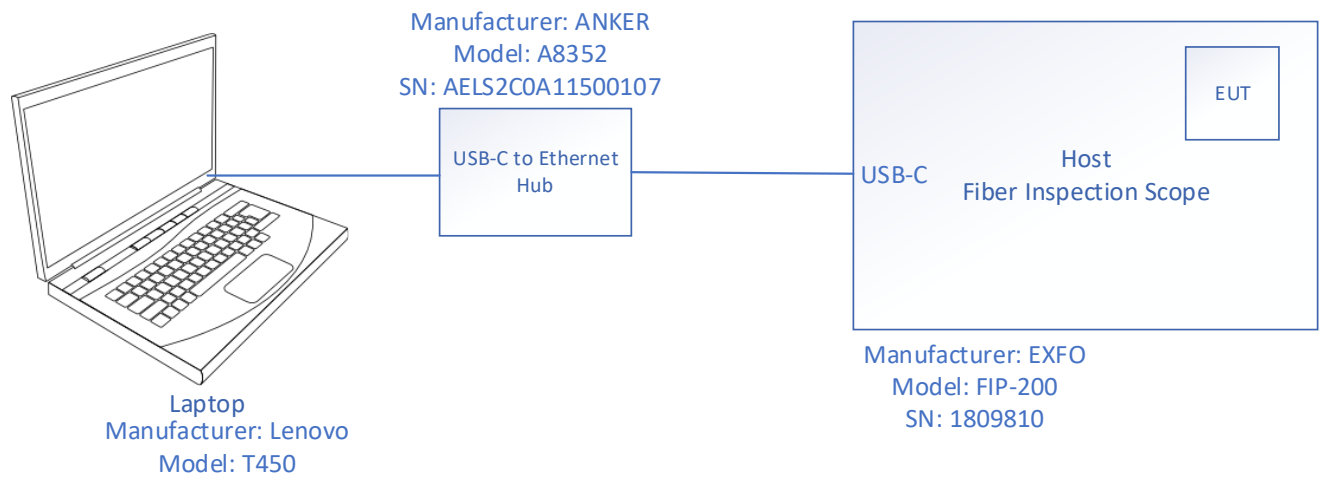 Manufacturer: ANKER
Model: A8352
SN: AELS2C0A11500107
USB-C to Ethernet
Hub
EUT
USB-C
Host
Fiber Inspection Scope
Manufacturer: EXFO
Model: FIP-200
SN: 1809810
Laptop
Manufacturer: Lenovo
Model: T450